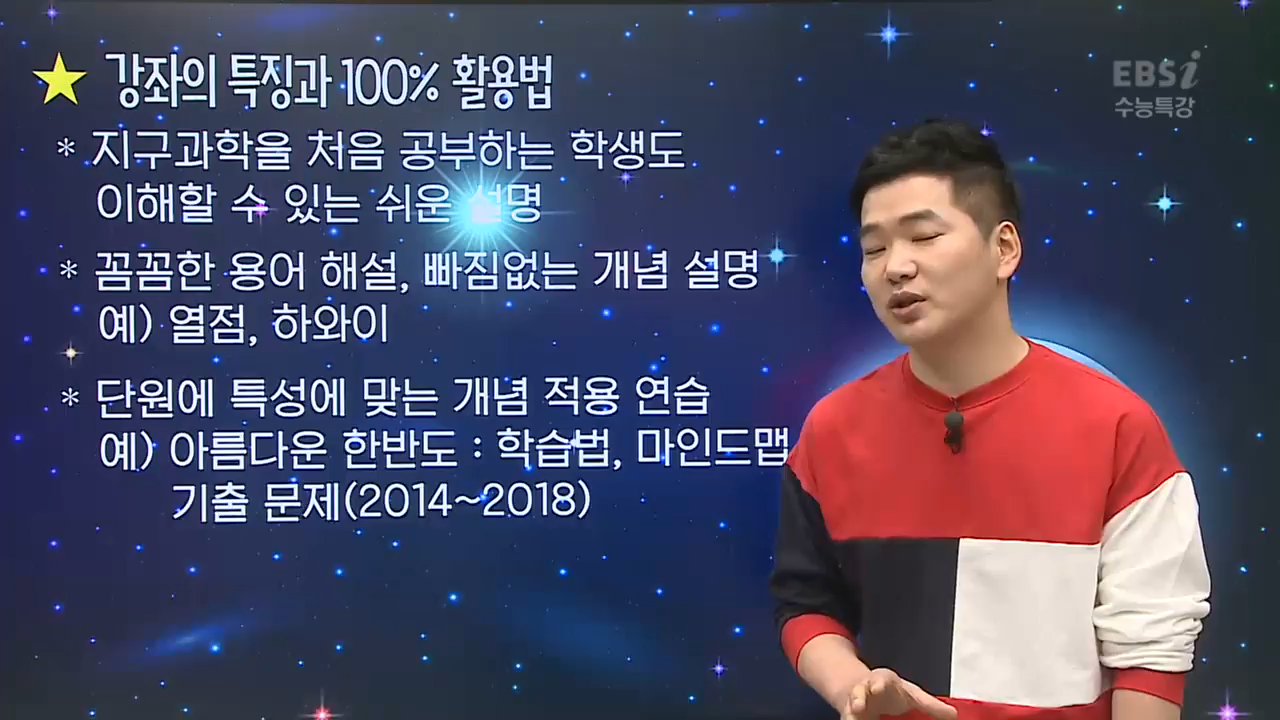 ★ 강좌의 특징과 100% 활용법
EBSi
수능특강
* 지구과학을 처음 공부하는 학생도
이해할 수 있는 쉬운 설명
* 꼼꼼한 용어 해설, 빠짐없는 개념 설명
예) 열점, 하와이
* 단원에 특성에 맞는 개념 적용 연습
예) 아름다운 한반도 : 학습법, 마인드맵
기출 문제(2014~2018)